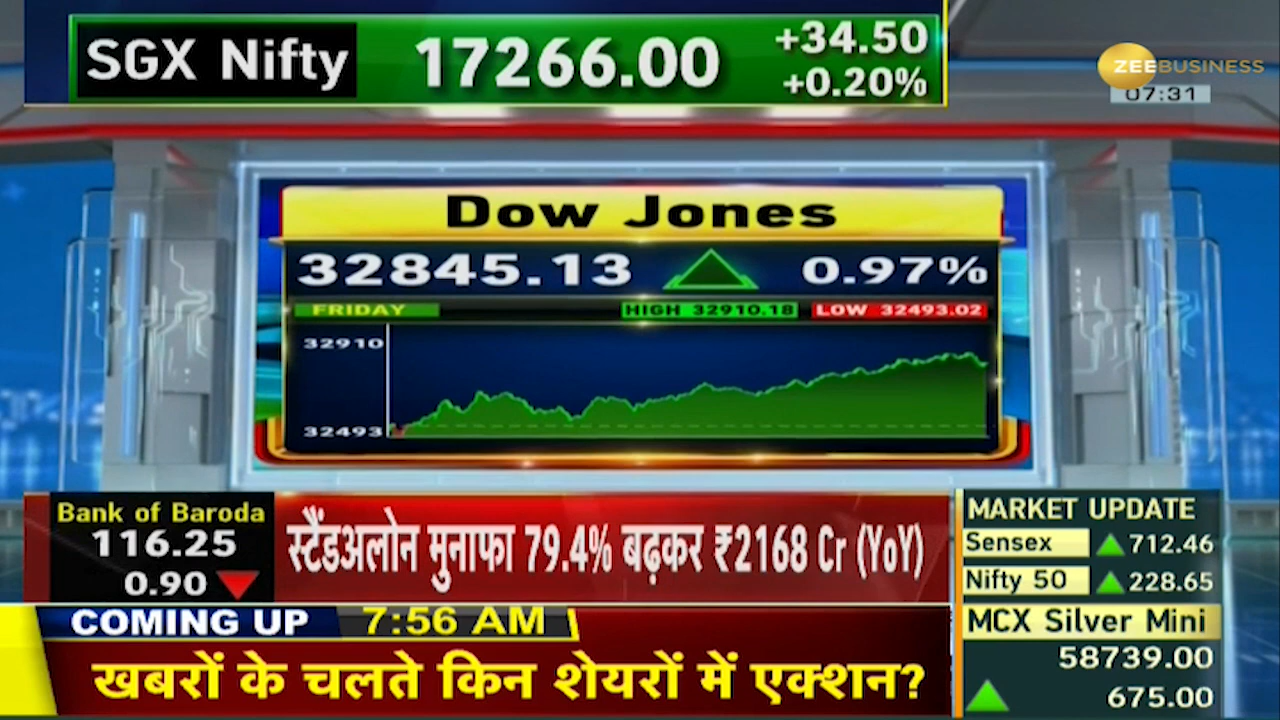 SGX Nifty 17266.00 +34.50
+0.20%
ZEEBUSINESS
07:31
Dow Jones
32845.13 0.97%
FRIDAY HIGH 32910.18 LOW 32493.02
32910
32493
Bank of Baroda
116.25
0.90
स्टैंडअलोन मुनाफा 79.4% बढ़कर ₹2168 Cr (YoY)
COMING UP 7:56 AM
खबरों के चलते किन शेयरों में एक्शन?
MARKET UPDATE
Sensex 712.46
Nifty 50 228.65
MCX Silver Mini
58739.00
675.00